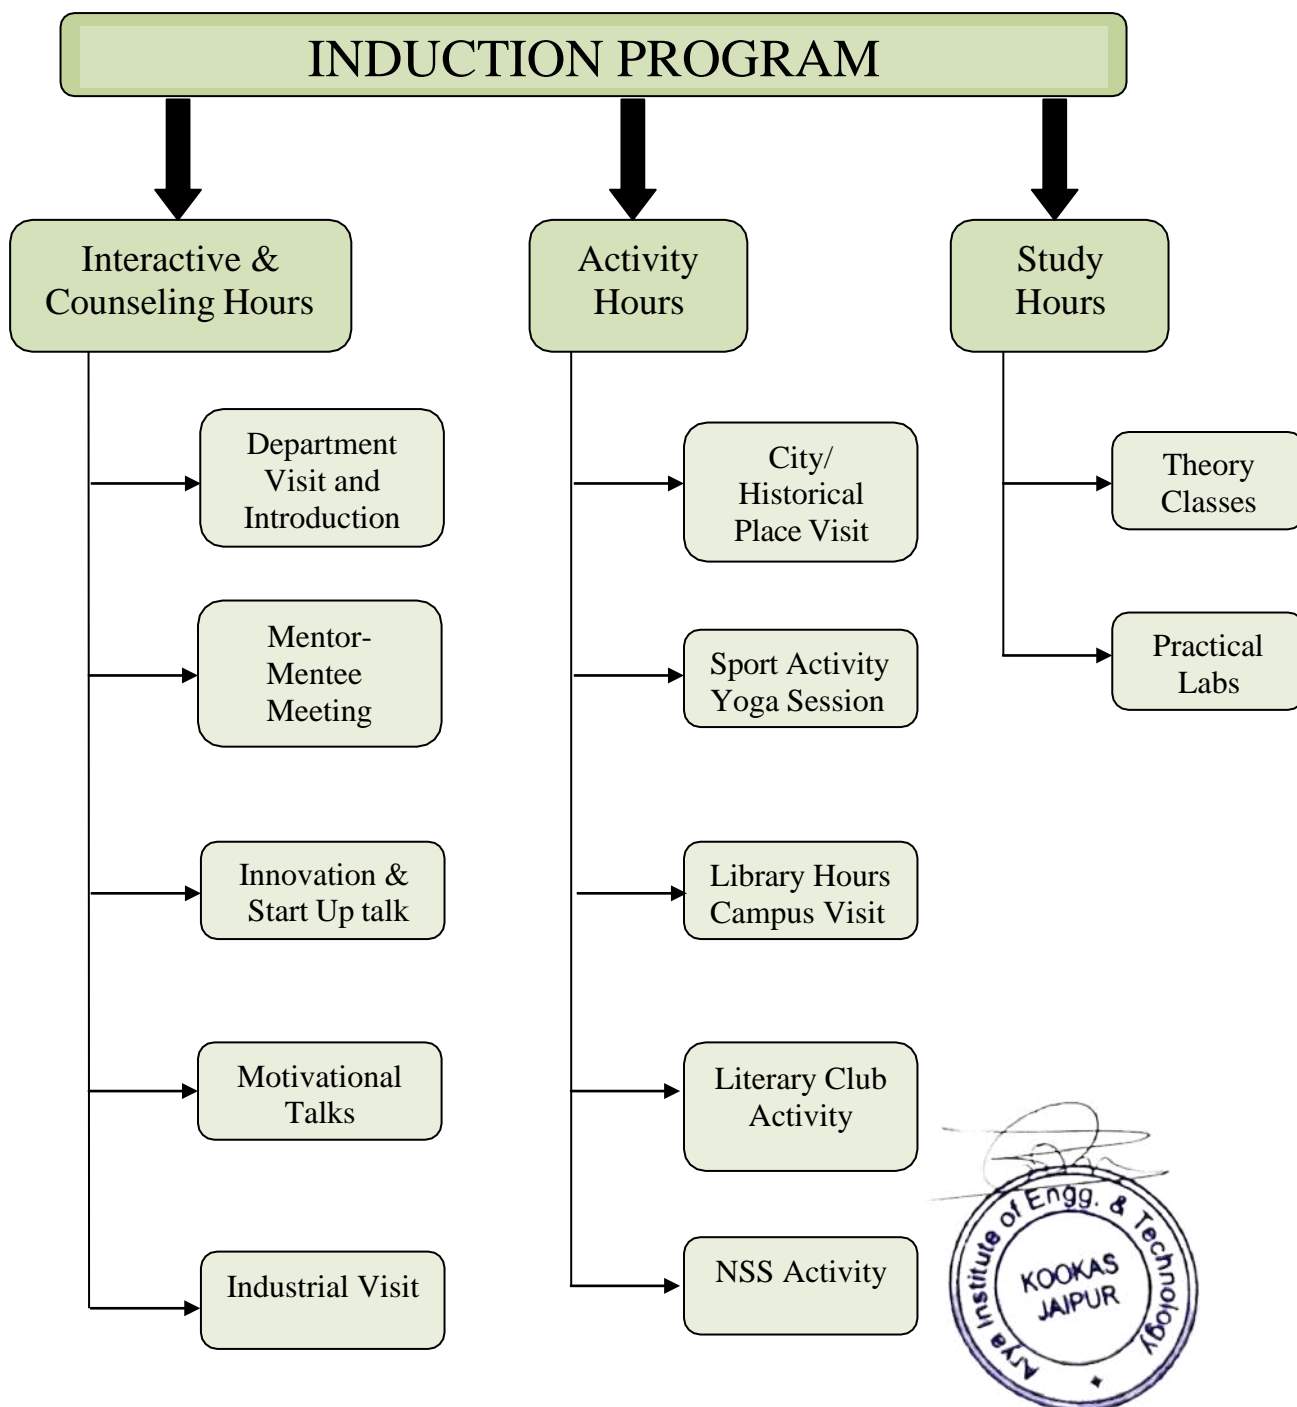 INDUCTION PROGRAM
Interactive &
Counseling Hours
Department
Visit and
Introduction
Mentor-
Mentee
Meeting
Innovation &
Start Up talk
Motivational
Talks
Industrial Visit
Activity
Hours
City/
Historical
Place Visit
Sport Activity
Yoga Session
Library Hours
Campus Visit
Literary Club
Activity
NSS Activity
Study
Hours
Theory
Classes
Practical
Labs
Arya Institute of Engg. & Technology
KOOKAS
JAIPUR